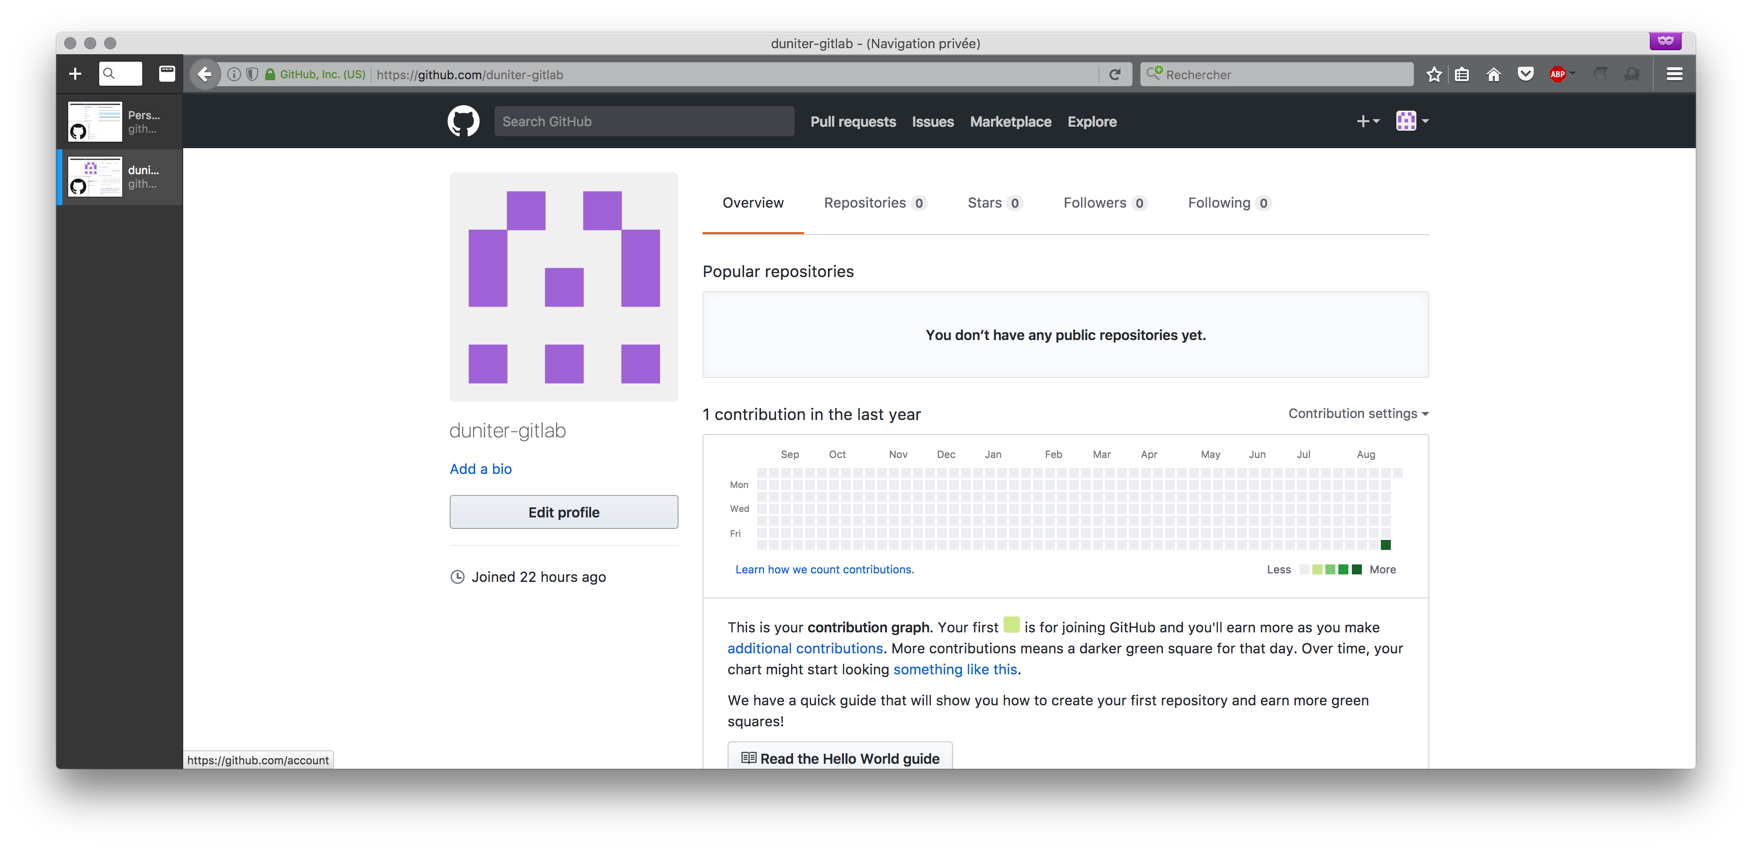 duniter-gitlab - (Navigation privée)
GitHub, Inc. (US)
https://github.com/duniter-gitlab
Rechercher
ABP
Pers...
gith...
duni...
gith...
Search GitHub
Pull requests
Issues
Marketplace
Explore
Overview
Repositories 0
Stars 0
Followers 0
Following 0
Popular repositories
You don’t have any public repositories yet.
duniter-gitlab
Add a bio
Edit profile
Joined 22 hours ago
1 contribution in the last year
Contribution settings
Sep Oct Nov Dec Jan Feb Mar Apr May Jun Jul Aug
Mon
Wed
Fri
Learn how we count contributions.
Less More
This is your contribution graph. Your first is for joining GitHub and you'll earn more as you make
additional contributions. More contributions means a darker green square for that day. Over time, your
chart might start looking something like this.
We have a quick guide that will show you how to create your first repository and earn more green
squares!
Read the Hello World guide
https://github.com/account